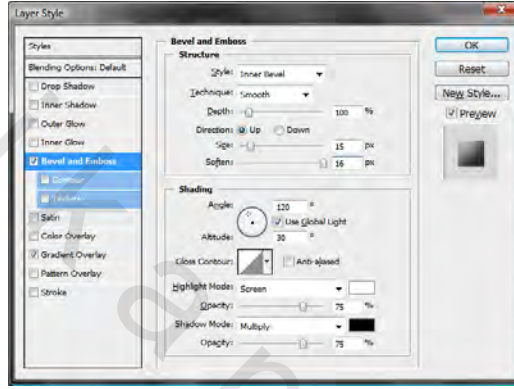 Layer Style
Styles
Blending Options: Default
Drop Shadow
Inner Shadow
Outer Glow
Inner Glow
Bevel and Emboss
Contour
Texture
Satin
Color Overlay
Gradient Overlay
Pattern Overlay
Stroke
Bevel and Emboss
Structure
Style: Inner Bevel
Technique: Smooth
Depth: 100 %
Direction: Up Down
Size: 15 px
Soften: 16 px
Shading
Angle: 120 °
Use Global Light
Altitude: 30 °
Gloss Contour: Anti-aliased
Highlight Mode: Screen
Opacity: 75 %
Shadow Mode: Multiply
Opacity: 75 %
OK
Reset
New Style...
Preview